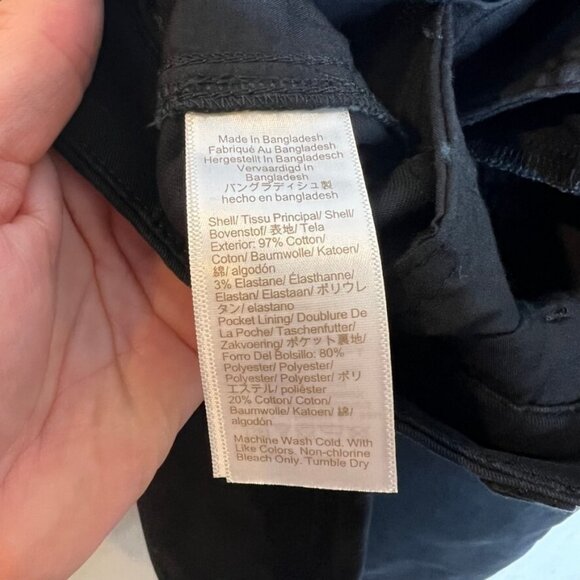 Made In Bangladesh
Fabriqué Au Bangladesh
Hergestellt In Bangladesch
Vervaardigd In
Bangladesh
バングラディシュ製
hecho en bangladesh
Shell/ Tissu Principal/ Shell/
Bovenstof/ 表地/ Tela
Exterior: 97% Cotton/
Coton/ Baumwolle/ Katoen/
綿/ algodón
3% Elastane/ Élasthanne/
Elastan/ Elastaan/ ポリウレ
タン/ elastano
Pocket Lining/ Doublure De
La Poche/ Taschenfutter/
Zakvoering/ ポケット裏地/
Forro Del Bolsillo: 80%
Polyester/ Polyester/
Polyester/ Polyester/ ポリ
エステル/ poliéster
20% Cotton/ Coton/
Baumwolle/ Katoen/ 綿/
algodón
Machine Wash Cold. With
Like Colors. Non-chlorine
Bleach Only. Tumble Dry